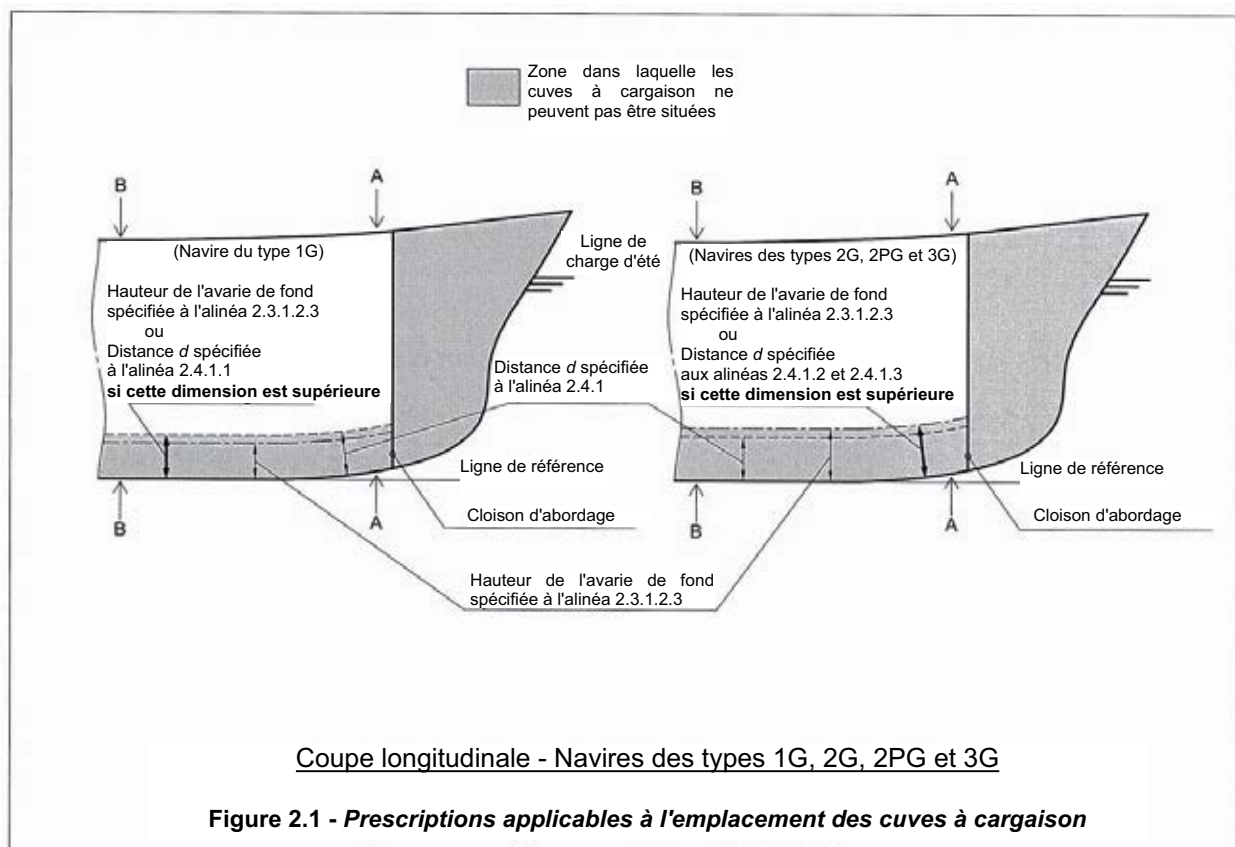 Zone dans laquelle les
cuves à cargaison ne
peuvent pas être situées
B
A
B
A
(Navire du type 1G)
Hauteur de l'avarie de fond
spécifiée à l'alinéa 2.3.1.2.3
ou
Distance d spécifiée
à l'alinéa 2.4.1.1
si cette dimension est supérieure
Ligne de
charge d'été
(Navires des types 2G, 2PG et 3G)
Hauteur de l'avarie de fond
spécifiée à l'alinéa 2.3.1.2.3
ou
Distance d spécifiée
aux alinéas 2.4.1.2 et 2.4.1.3
si cette dimension est supérieure
Distance d spécifiée
à l'alinéa 2.4.1
Ligne de référence
Ligne de référence
Cloison d'abordage
Cloison d'abordage
B
A
B
A
Hauteur de l'avarie de fond
spécifiée à l'alinéa 2.3.1.2.3
Coupe longitudinale - Navires des types 1G, 2G, 2PG et 3G
Figure 2.1 - Prescriptions applicables à l'emplacement des cuves à cargaison